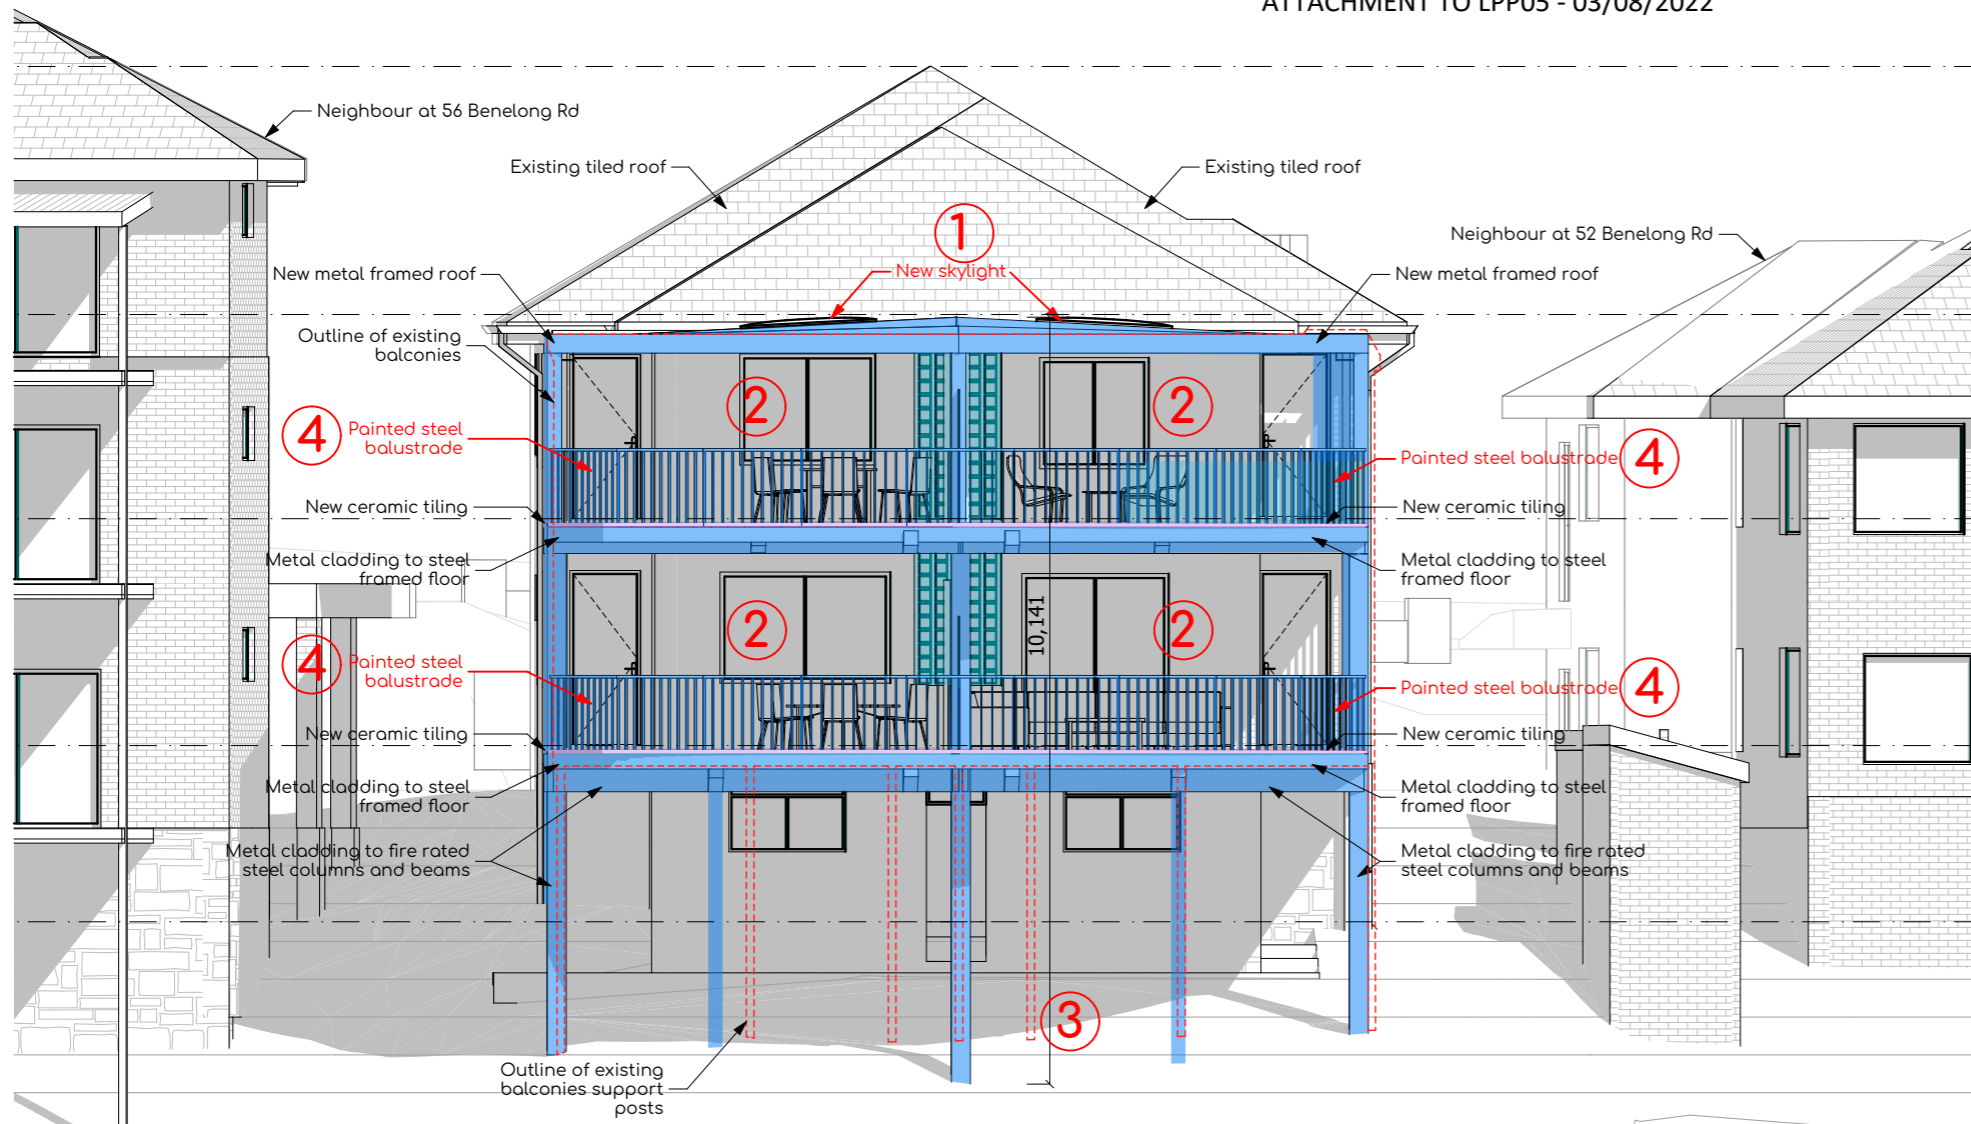 ATTACHMENT TO LPP05 - 03/08/2022
Neighbour at 56 Benelong Rd
Existing tiled roof
Existing tiled roof
1
Neighbour at 52 Benelong Rd
New metal framed roof
New skylight
New metal framed roof
Outline of existing
balconies
2
2
4
Painted steel
balustrade
Painted steel balustrade
4
New ceramic tiling
New ceramic tiling
Metal cladding to steel
framed floor
Metal cladding to steel
framed floor
10,141
2
2
4
Painted steel
balustrade
Painted steel balustrade
4
New ceramic tiling
New ceramic tiling
Metal cladding to steel
framed floor
Metal cladding to steel
framed floor
Metal cladding to fire rated
steel columns and beams
Metal cladding to fire rated
steel columns and beams
3
Outline of existing
balconies support
posts